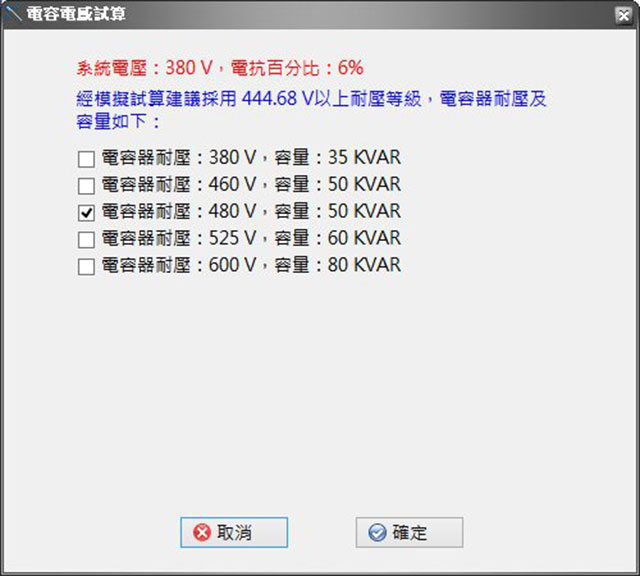 電容電感試算
系統電壓：380 V，電抗百分比：6%
經模擬試算建議採用 444.68 V以上耐壓等級，電容器耐壓及
容量如下：
電容器耐壓：380 V，容量：35 KVAR
電容器耐壓：460 V，容量：50 KVAR
電容器耐壓：480 V，容量：50 KVAR
電容器耐壓：525 V，容量：60 KVAR
電容器耐壓：600 V，容量：80 KVAR
取消
確定